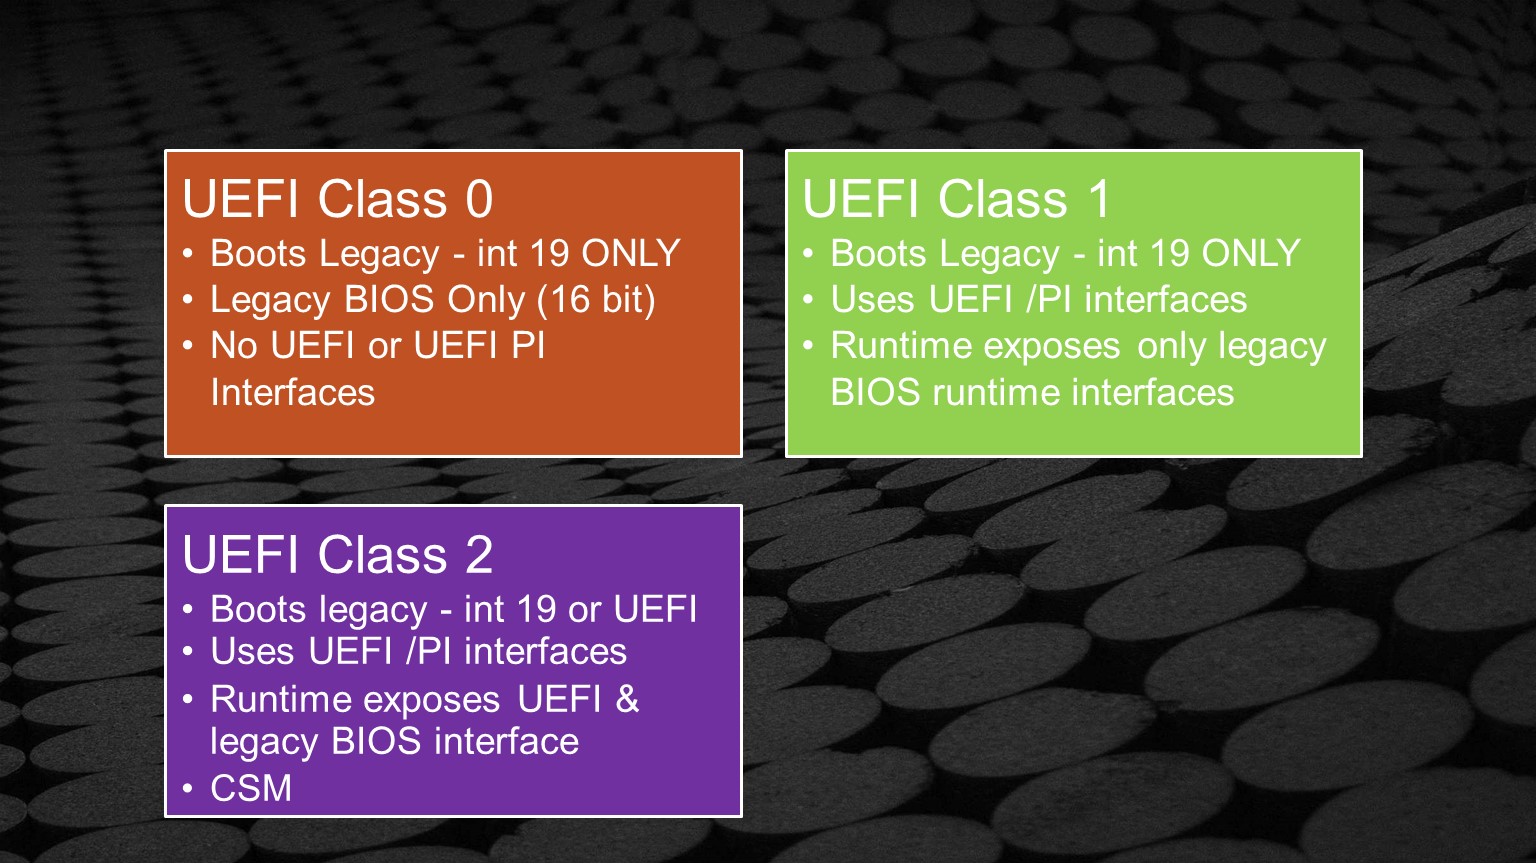 UEFI Class 0
• Boots Legacy - int 19 ONLY
• Legacy BIOS Only (16 bit)
• No UEFI or UEFI PI
Interfaces
UEFI Class 1
• Boots Legacy - int 19 ONLY
• Uses UEFI /PI interfaces
• Runtime exposes only legacy
BIOS runtime interfaces
UEFI Class 2
• Boots legacy - int 19 or UEFI
• Uses UEFI /PI interfaces
• Runtime exposes UEFI &
legacy BIOS interface
• CSM